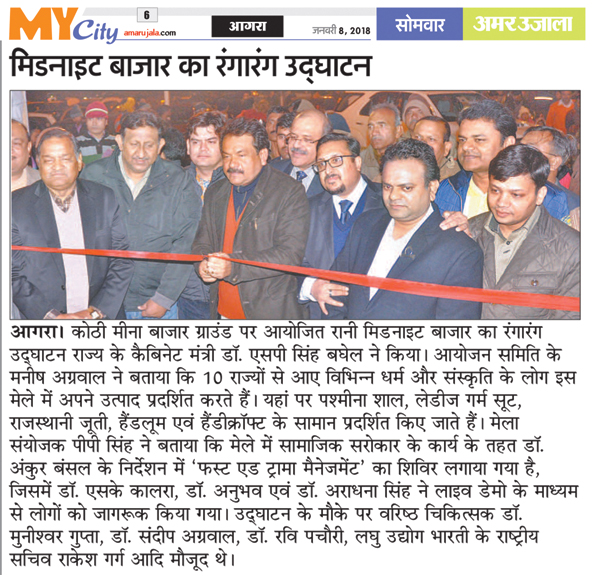 MY City
6
amarujala.com
आगरा
जनवरी 8, 2018
सोमवार
अमर उजाला
मिडनाइट बाजार का रंगारंग उद्घाटन
आगरा। कोठी मीना बाजार ग्राउंड पर आयोजित रानी मिडनाइट बाजार का रंगारंग
उद्घाटन राज्य के कैबिनेट मंत्री डॉ. एसपी सिंह बघेल ने किया। आयोजन समिति के
मनीष अग्रवाल ने बताया कि 10 राज्यों से आए विभिन्न धर्म और संस्कृति के लोग इस
मेले में अपने उत्पाद प्रदर्शित करते हैं। यहां पर पश्मीना शाल, लेडीज गर्म सूट,
राजस्थानी जूती, हैंडलूम एवं हैंडीक्रॉफ्ट के सामान प्रदर्शित किए जाते हैं। मेला
संयोजक पीपी सिंह ने बताया कि मेले में सामाजिक सरोकार के कार्य के तहत डॉ.
अंकुर बंसल के निर्देशन में ‘फस्ट एड ट्रामा मैनेजमेंट’ का शिविर लगाया गया है,
जिसमें डॉ. एसके कालरा, डॉ. अनुभव एवं डॉ. अराधना सिंह ने लाइव डेमो के माध्यम
से लोगों को जागरूक किया गया। उद्घाटन के मौके पर वरिष्ठ चिकित्सक डॉ.
मुनीश्वर गुप्ता, डॉ. संदीप अग्रवाल, डॉ. रवि पचौरी, लघु उद्योग भारती के राष्ट्रीय
सचिव राकेश गर्ग आदि मौजूद थे।